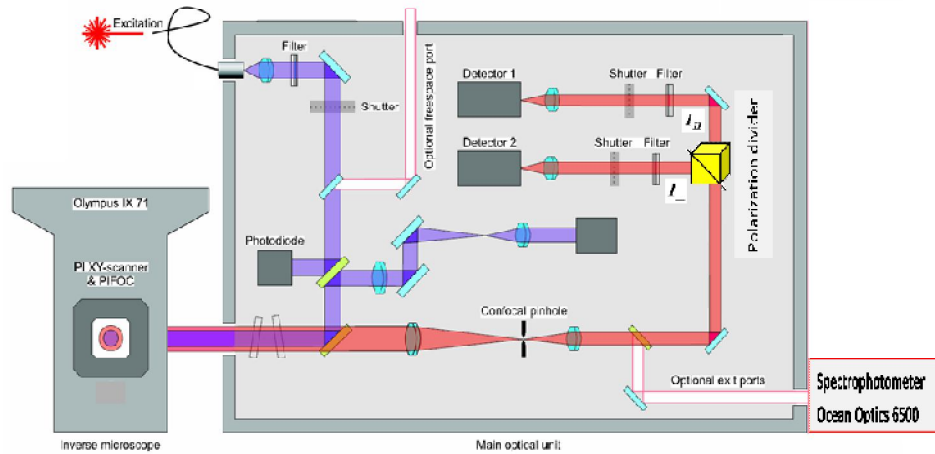 Excitation
Filter
Shutter
Optional freespace port
Detector 1
Shutter Filter
Detector 2
Shutter Filter
Polarization divider
Olympus IX 71
PI XY-scanner
& PIFOC
Photodiode
Confocal pinhole
Optional exit ports
Spectrophotometer
Ocean Optics 6500
Inverse microscope
Main optical unit